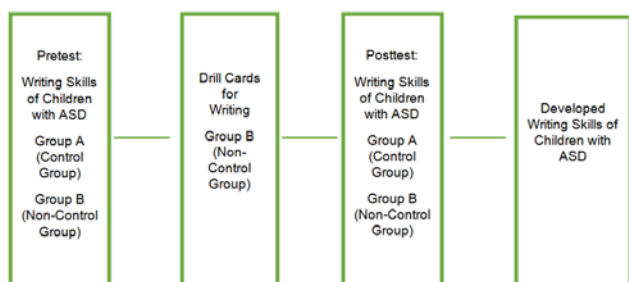 Pretest:
Writing Skills
of Children
with ASD
Group A
(Control
Group)
Group B
(Non-Control
Group)
Drill Cards
for
Writing
Group B
(Non-
Control
Group)
Posttest:
Writing Skills
of Children
with ASD
Group A
(Control
Group)
Group B
(Non-Control
Group)
Developed
Writing Skills of
Children with
ASD